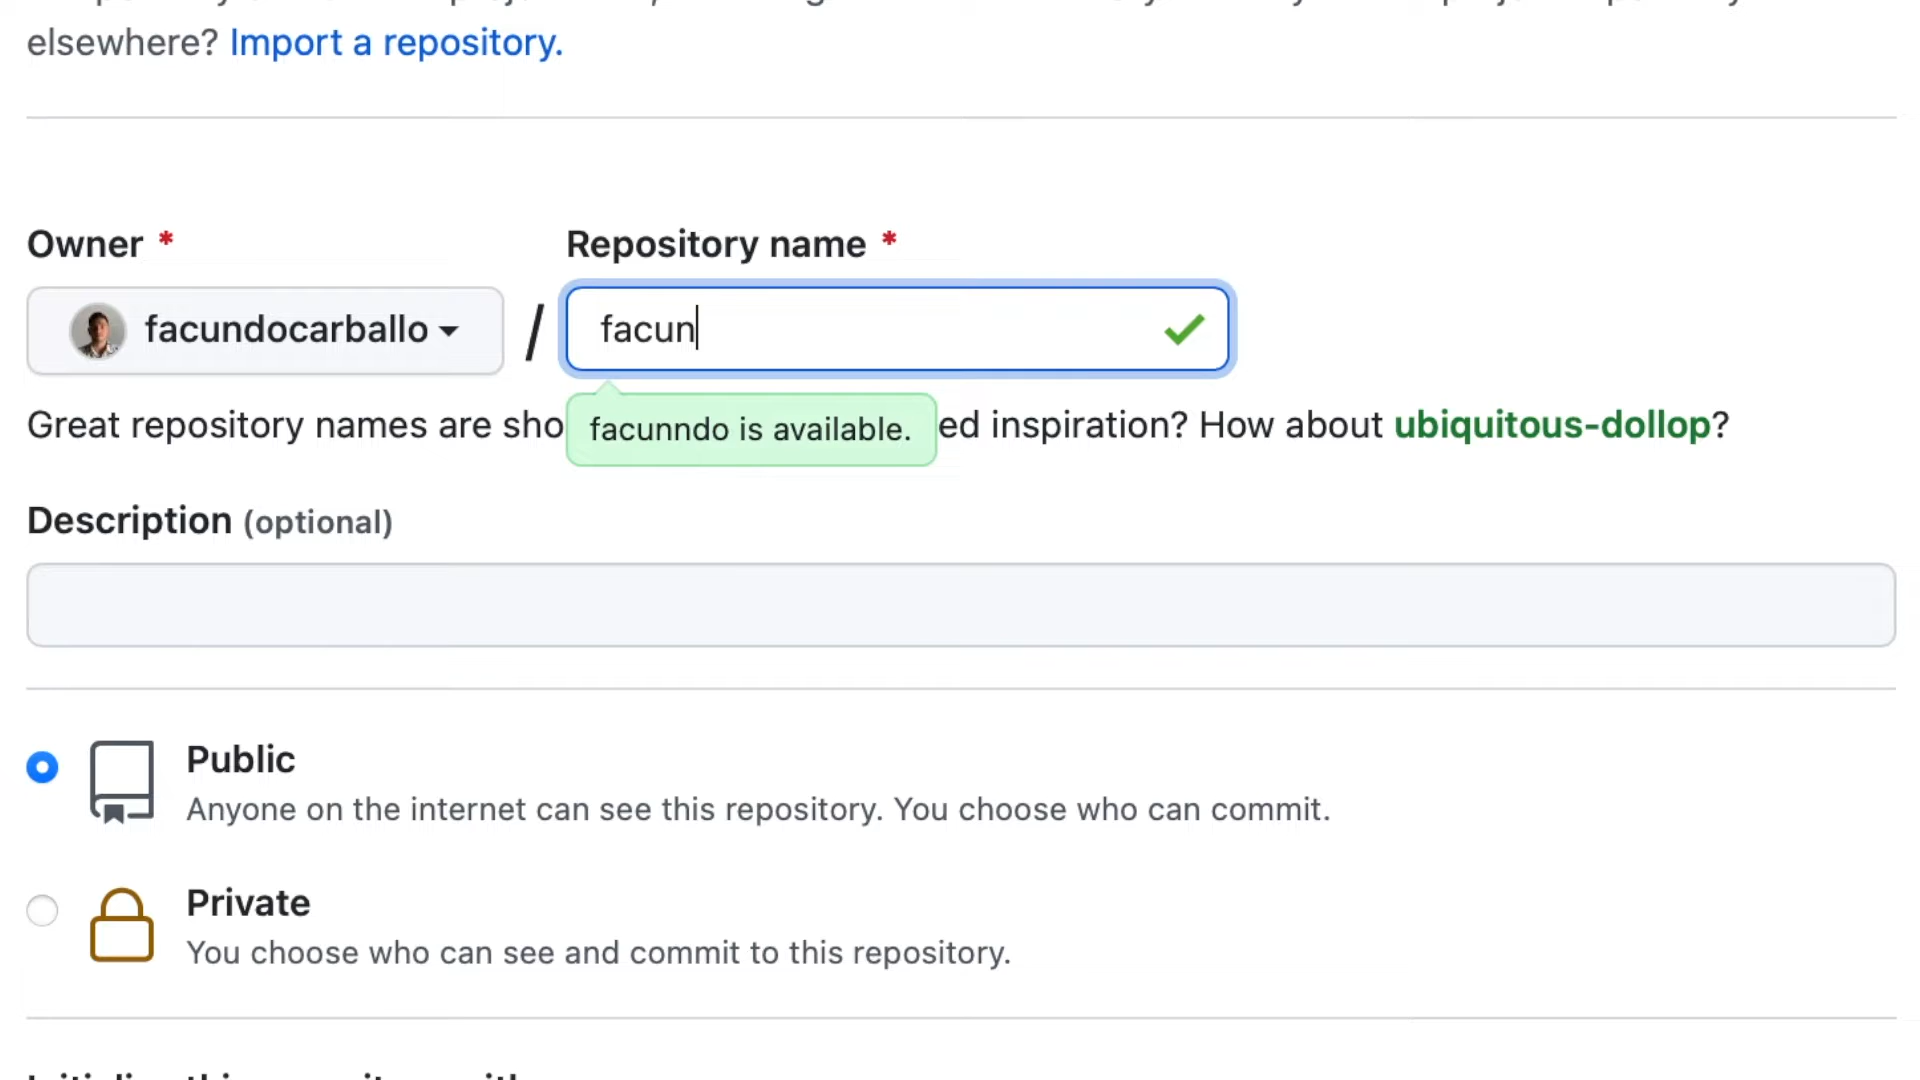 elsewhere? Import a repository.
Owner *
Repository name *
facundocarballo
/
facun
Great repository names are sho
facunndo is available.
ed inspiration? How about ubiquitous-dollop?
Description (optional)
Public
Anyone on the internet can see this repository. You choose who can commit.
Private
You choose who can see and commit to this repository.